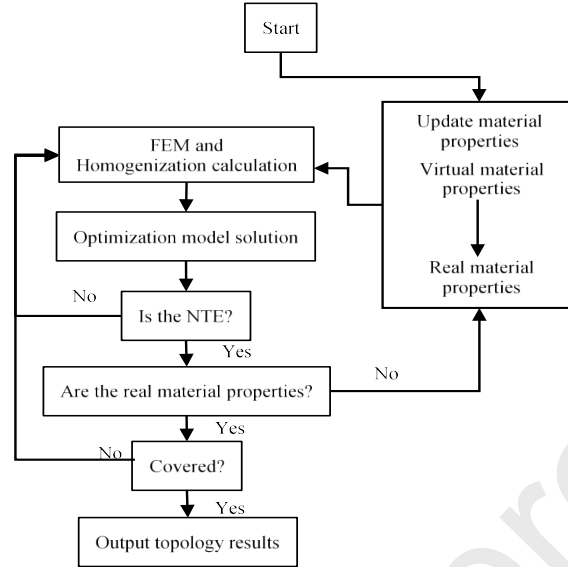 Start
Update material
properties
Virtual material
properties
Real material
properties
FEM and
Homogenization calculation
Optimization model solution
No
Is the NTE?
Yes
Are the real material properties?
No
Yes
No
Covered?
Yes
Output topology results